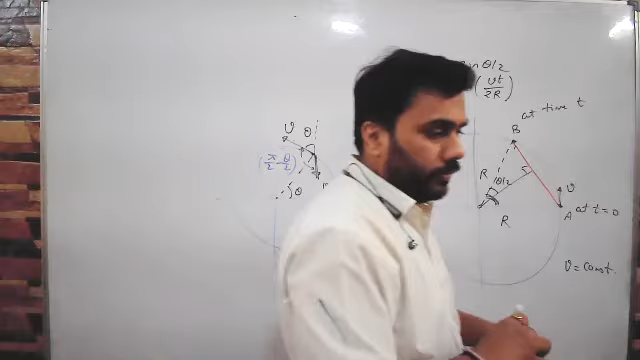 sin θ/2
(vt/2R)
at time t
B
v θ
(π/2 - θ/2)
θ
R θ/2
v
R
A at t = 0
v = const.